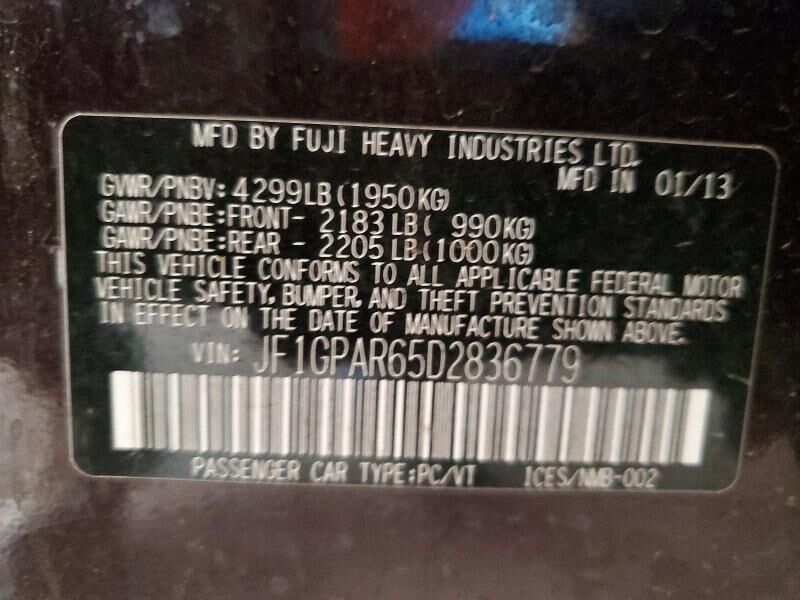 MFD BY FUJI HEAVY INDUSTRIES LTD.
MFD IN 01/13
GVWR/PNBV: 4299LB (1950KG)
GAWR/PNBE:FRONT- 2183 LB ( 990KG)
GAWR/PNBE:REAR - 2205 LB (1000KG)
THIS VEHICLE CONFORMS TO ALL APPLICABLE FEDERAL MOTOR
VEHICLE SAFETY, BUMPER, AND THEFT PREVENTION STANDARDS
IN EFFECT ON THE DATE OF MANUFACTURE SHOWN ABOVE.
VIN: JF1GPAR65D2836779
PASSENGER CAR TYPE:PC/VT ICES/NMB-002